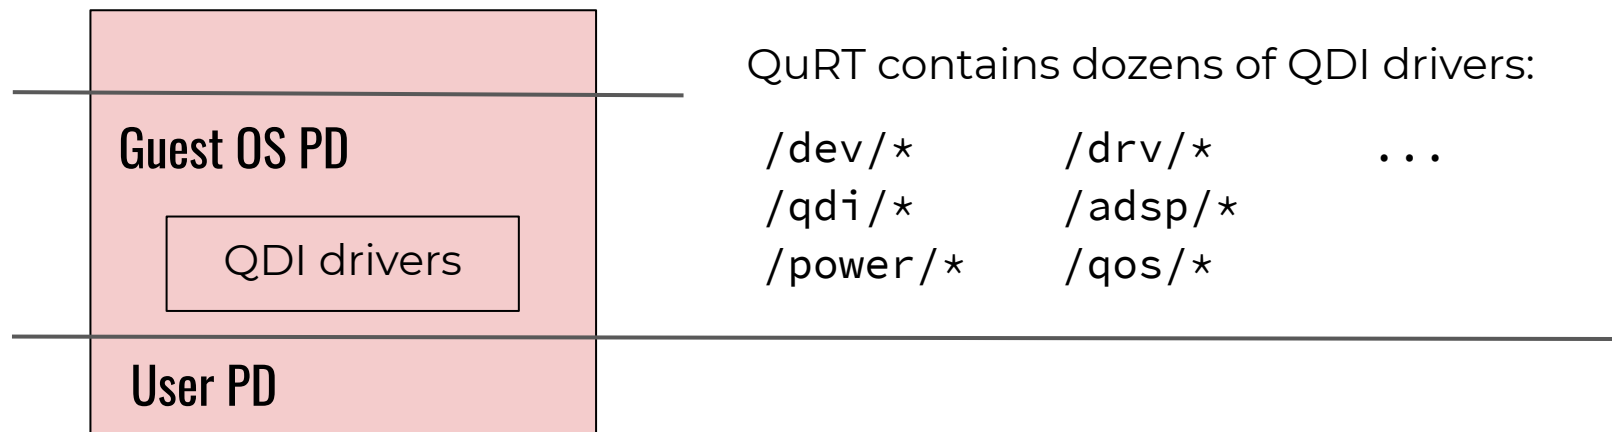 Guest OS PD
QDI drivers
User PD
QuRT contains dozens of QDI drivers:
/dev/* /drv/* ...
/qdi/* /adsp/*
/power/* /qos/*